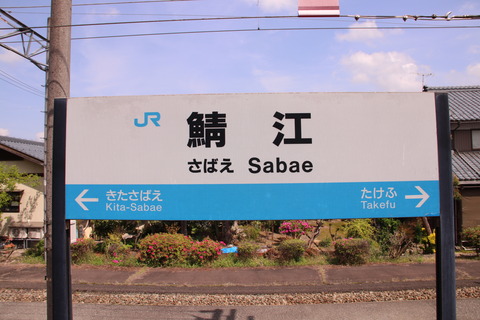 JR 鯖江
さばえ Sabae
← きたさばえ たけふ →
Kita-Sabae Takefu